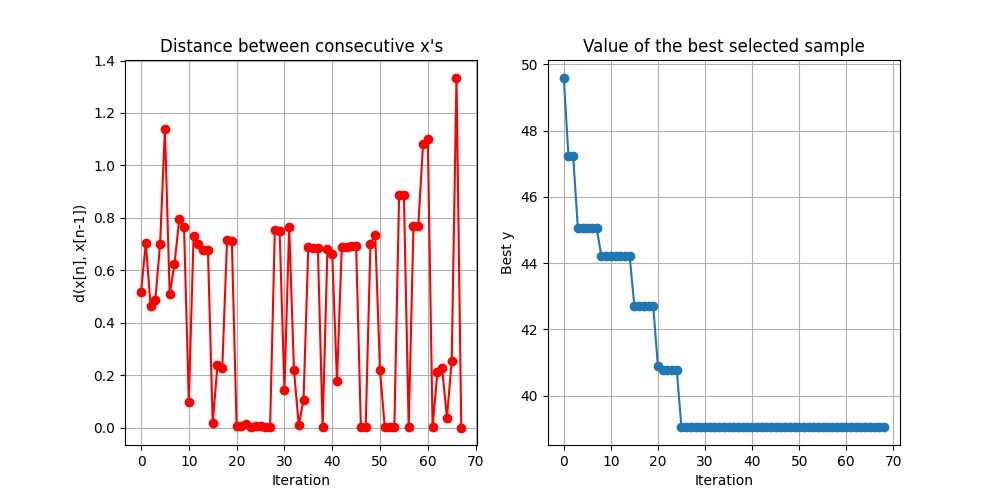 Distance between consecutive x's
d(x[n], x[n-1])
1.4
1.2
1.0
0.8
0.6
0.4
0.2
0.0
0 10 20 30 40 50 60 70
Iteration
Value of the best selected sample
Best y
50
48
46
44
42
40
0 10 20 30 40 50 60 70
Iteration